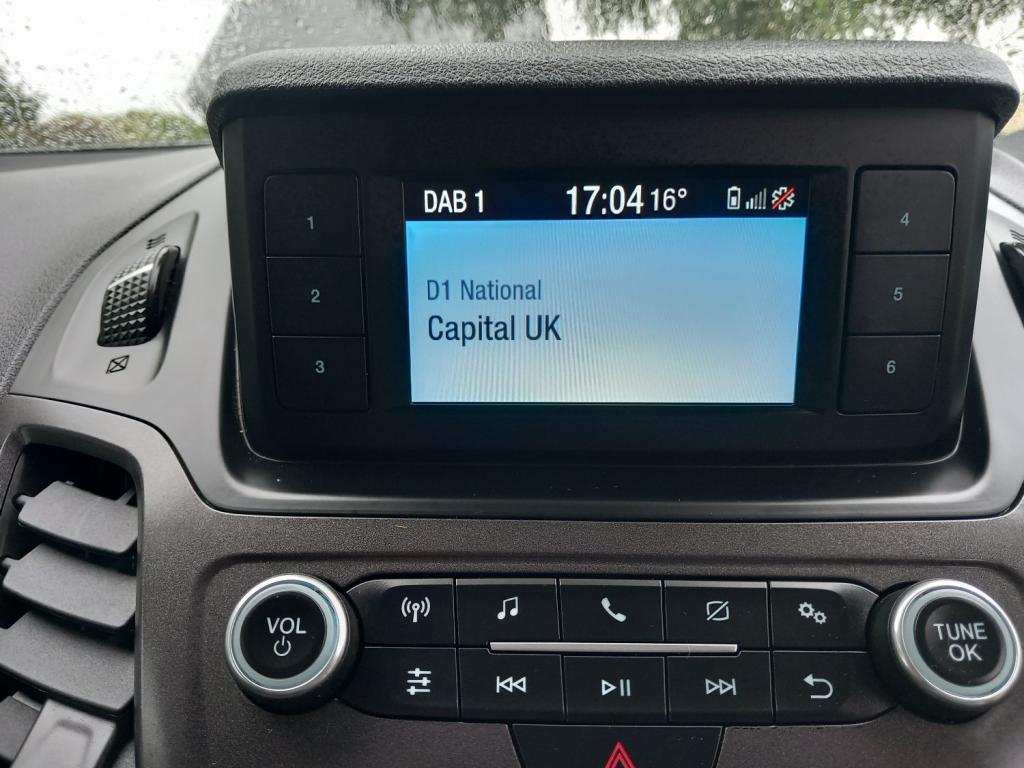 DAB 1 17:04 16°
D1 National
Capital UK
1
2
3
4
5
6
VOL
TUNE
OK